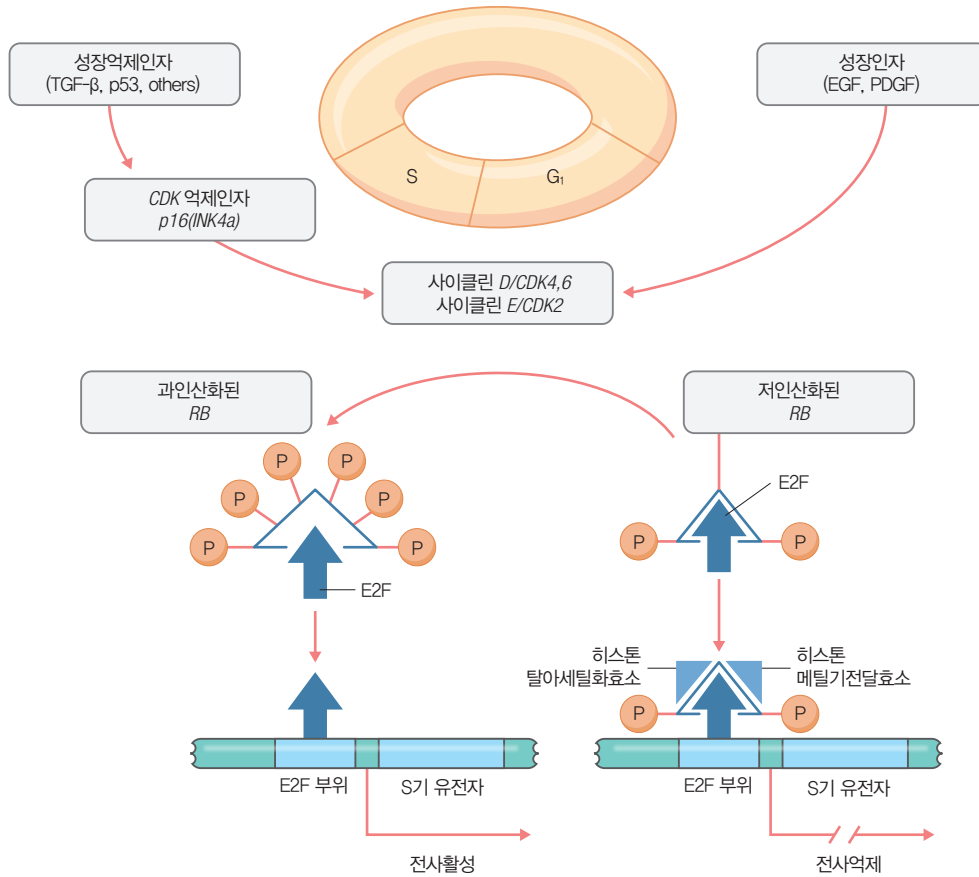 성장억제인자
(TGF-β, p53, others)
성장인자
(EGF, PDGF)
S
G₁
CDK 억제인자
p16(INK4a)
사이클린 D/CDK4,6
사이클린 E/CDK2
과인산화된
RB
저인산화된
RB
P
P
P
P
P
P
E2F
E2F
P
P
히스톤
탈아세틸화효소
히스톤
메틸기전달효소
P
P
E2F 부위
S기 유전자
E2F 부위
S기 유전자
전사활성
전사억제